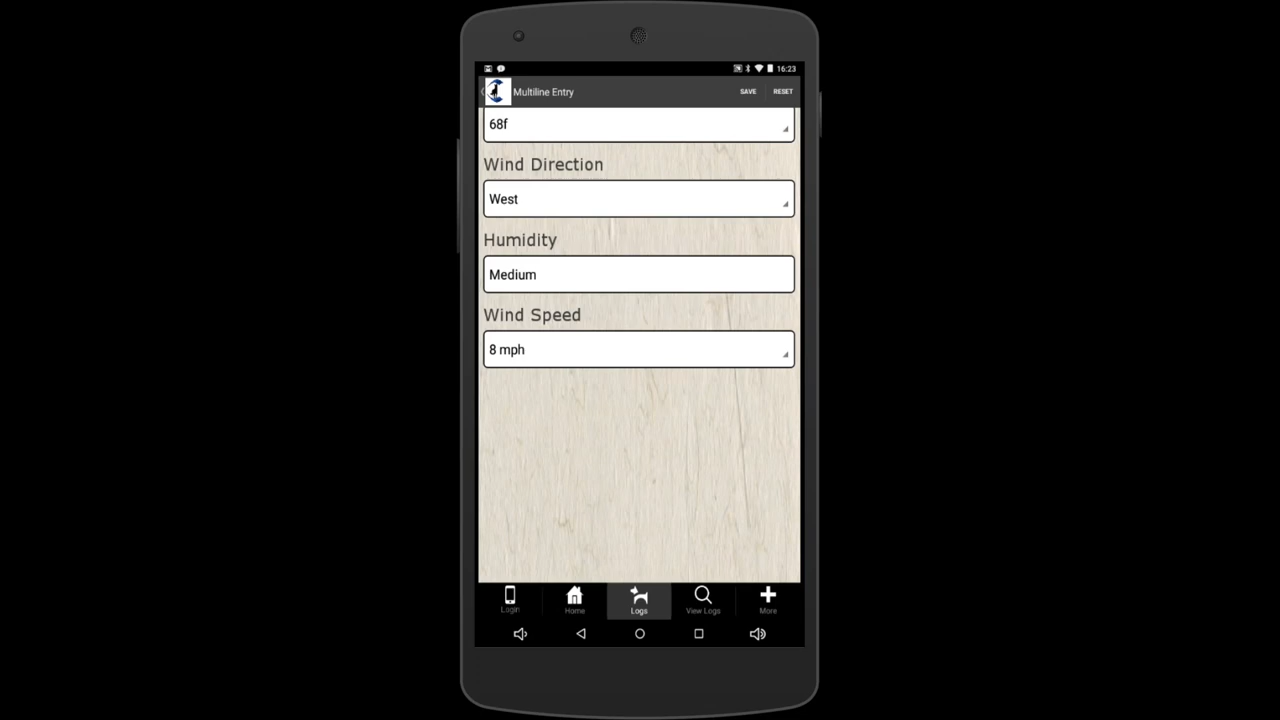 16:23
Multiline Entry
SAVE
RESET
68f
Wind Direction
West
Humidity
Medium
Wind Speed
8 mph
Login
Home
Logs
View Logs
More